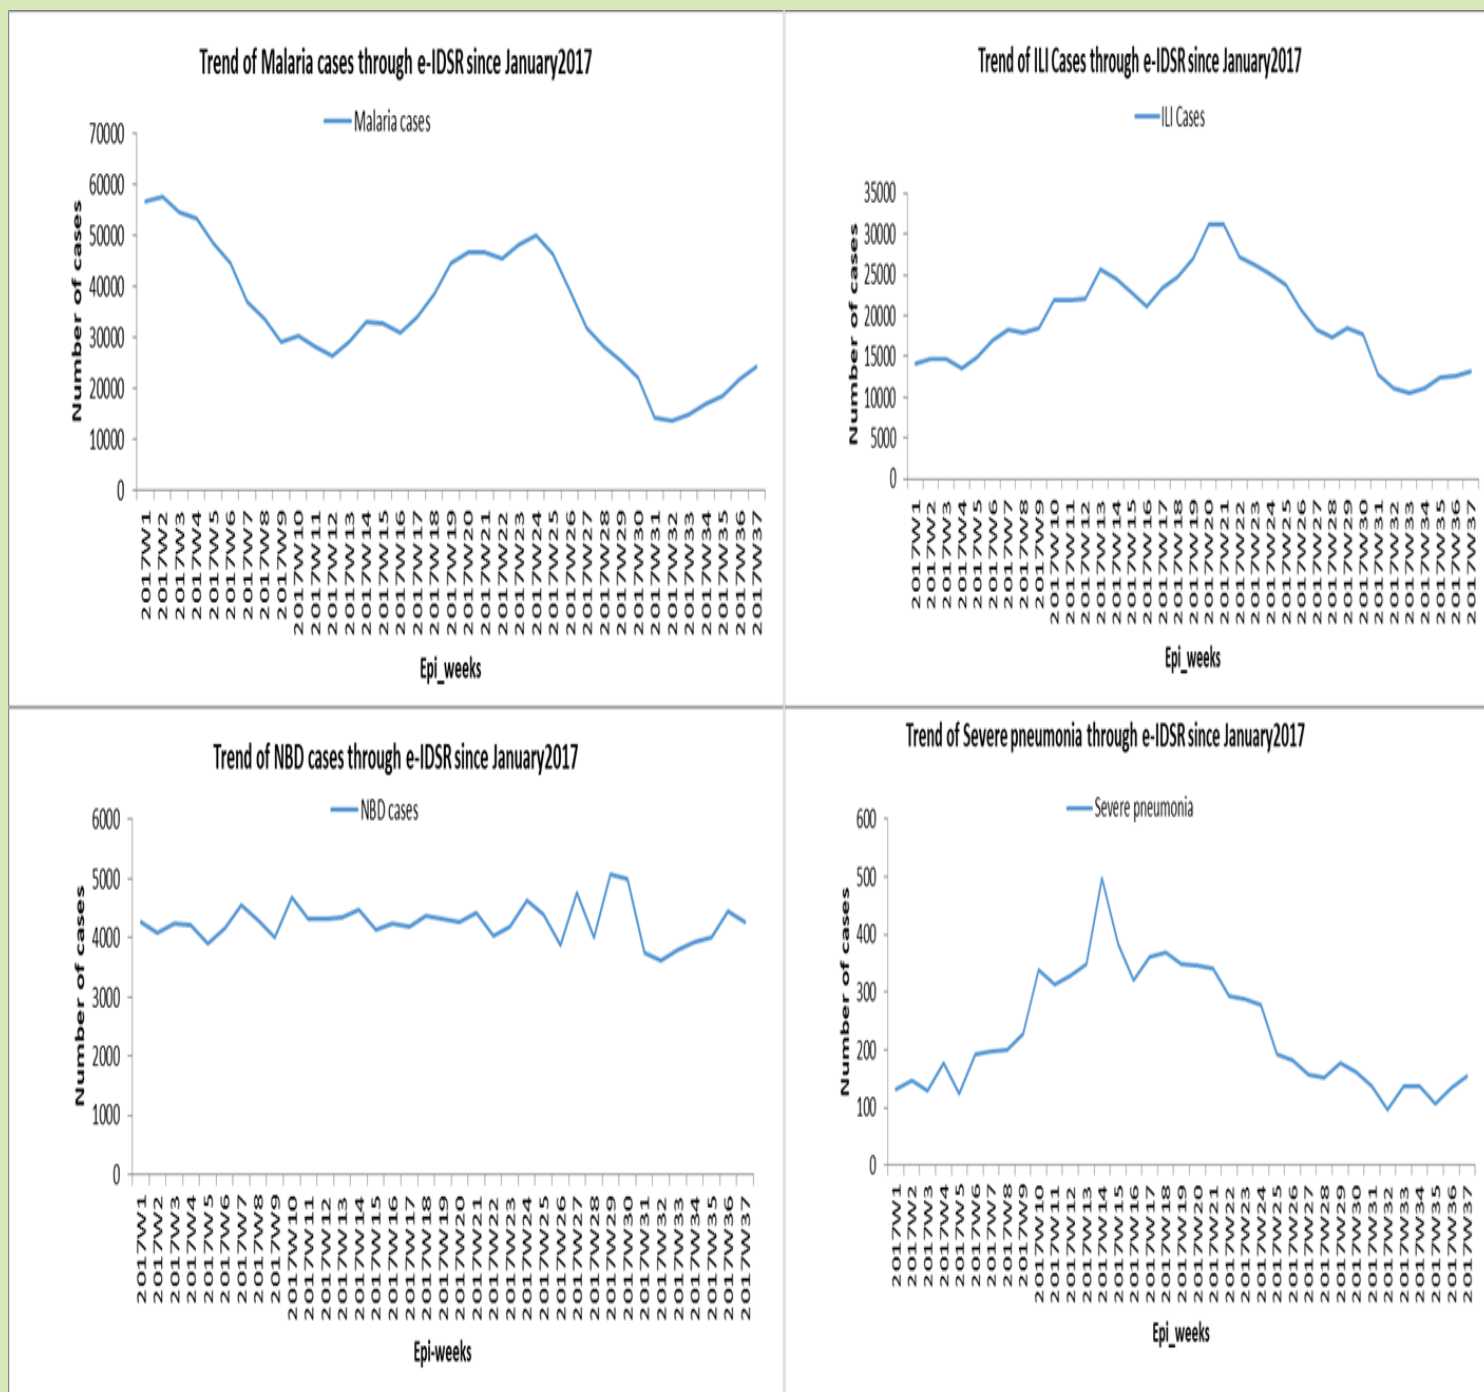 Trend of Malaria cases through e-IDSR since January2017
Malaria cases
70000
60000
50000
40000
30000
20000
10000
0
Number of cases
2017W1
2017W2
2017W3
2017W4
2017W5
2017W6
2017W7
2017W8
2017W9
2017W10
2017W11
2017W12
2017W13
2017W14
2017W15
2017W16
2017W17
2017W18
2017W19
2017W20
2017W21
2017W22
2017W23
2017W24
2017W25
2017W26
2017W27
2017W28
2017W29
2017W30
2017W31
2017W32
2017W33
2017W34
2017W35
2017W36
2017W37
Epi_weeks
Trend of ILI Cases through e-IDSR since January2017
ILI Cases
35000
30000
25000
20000
15000
10000
5000
0
Number of cases
2017W1
2017W2
2017W3
2017W4
2017W5
2017W6
2017W7
2017W8
2017W9
2017W10
2017W11
2017W12
2017W13
2017W14
2017W15
2017W16
2017W17
2017W18
2017W19
2017W20
2017W21
2017W22
2017W23
2017W24
2017W25
2017W26
2017W27
2017W28
2017W29
2017W30
2017W31
2017W32
2017W33
2017W34
2017W35
2017W36
2017W37
Epi_weeks
Trend of NBD cases through e-IDSR since January2017
NBD cases
6000
5000
4000
3000
2000
1000
0
Number of cases
2017W1
2017W2
2017W3
2017W4
2017W5
2017W6
2017W7
2017W8
2017W9
2017W10
2017W11
2017W12
2017W13
2017W14
2017W15
2017W16
2017W17
2017W18
2017W19
2017W20
2017W21
2017W22
2017W23
2017W24
2017W25
2017W26
2017W27
2017W28
2017W29
2017W30
2017W31
2017W32
2017W33
2017W34
2017W35
2017W36
2017W37
Epi-weeks
Trend of Severe pneumonia through e-IDSR since January2017
Severe pneumonia
600
500
400
300
200
100
0
Number of cases
2017W1
2017W2
2017W3
2017W4
2017W5
2017W6
2017W7
2017W8
2017W9
2017W10
2017W11
2017W12
2017W13
2017W14
2017W15
2017W16
2017W17
2017W18
2017W19
2017W20
2017W21
2017W22
2017W23
2017W24
2017W25
2017W26
2017W27
2017W28
2017W29
2017W30
2017W31
2017W32
2017W33
2017W34
2017W35
2017W36
2017W37
Epi_weeks